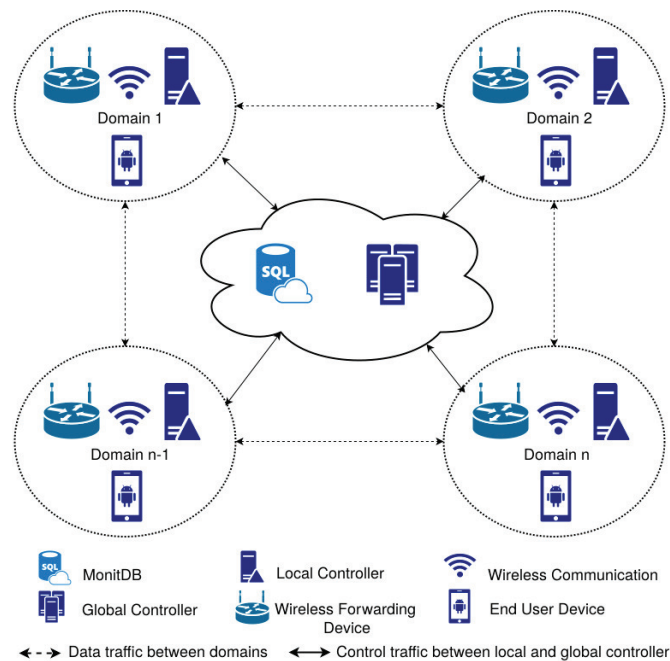 Domain 1
Domain 2
SQL
Domain n-1
Domain n
SQL
MonitDB
Local Controller
Wireless Communication
Global Controller
Wireless Forwarding
Device
End User Device
Data traffic between domains
Control traffic between local and global controller